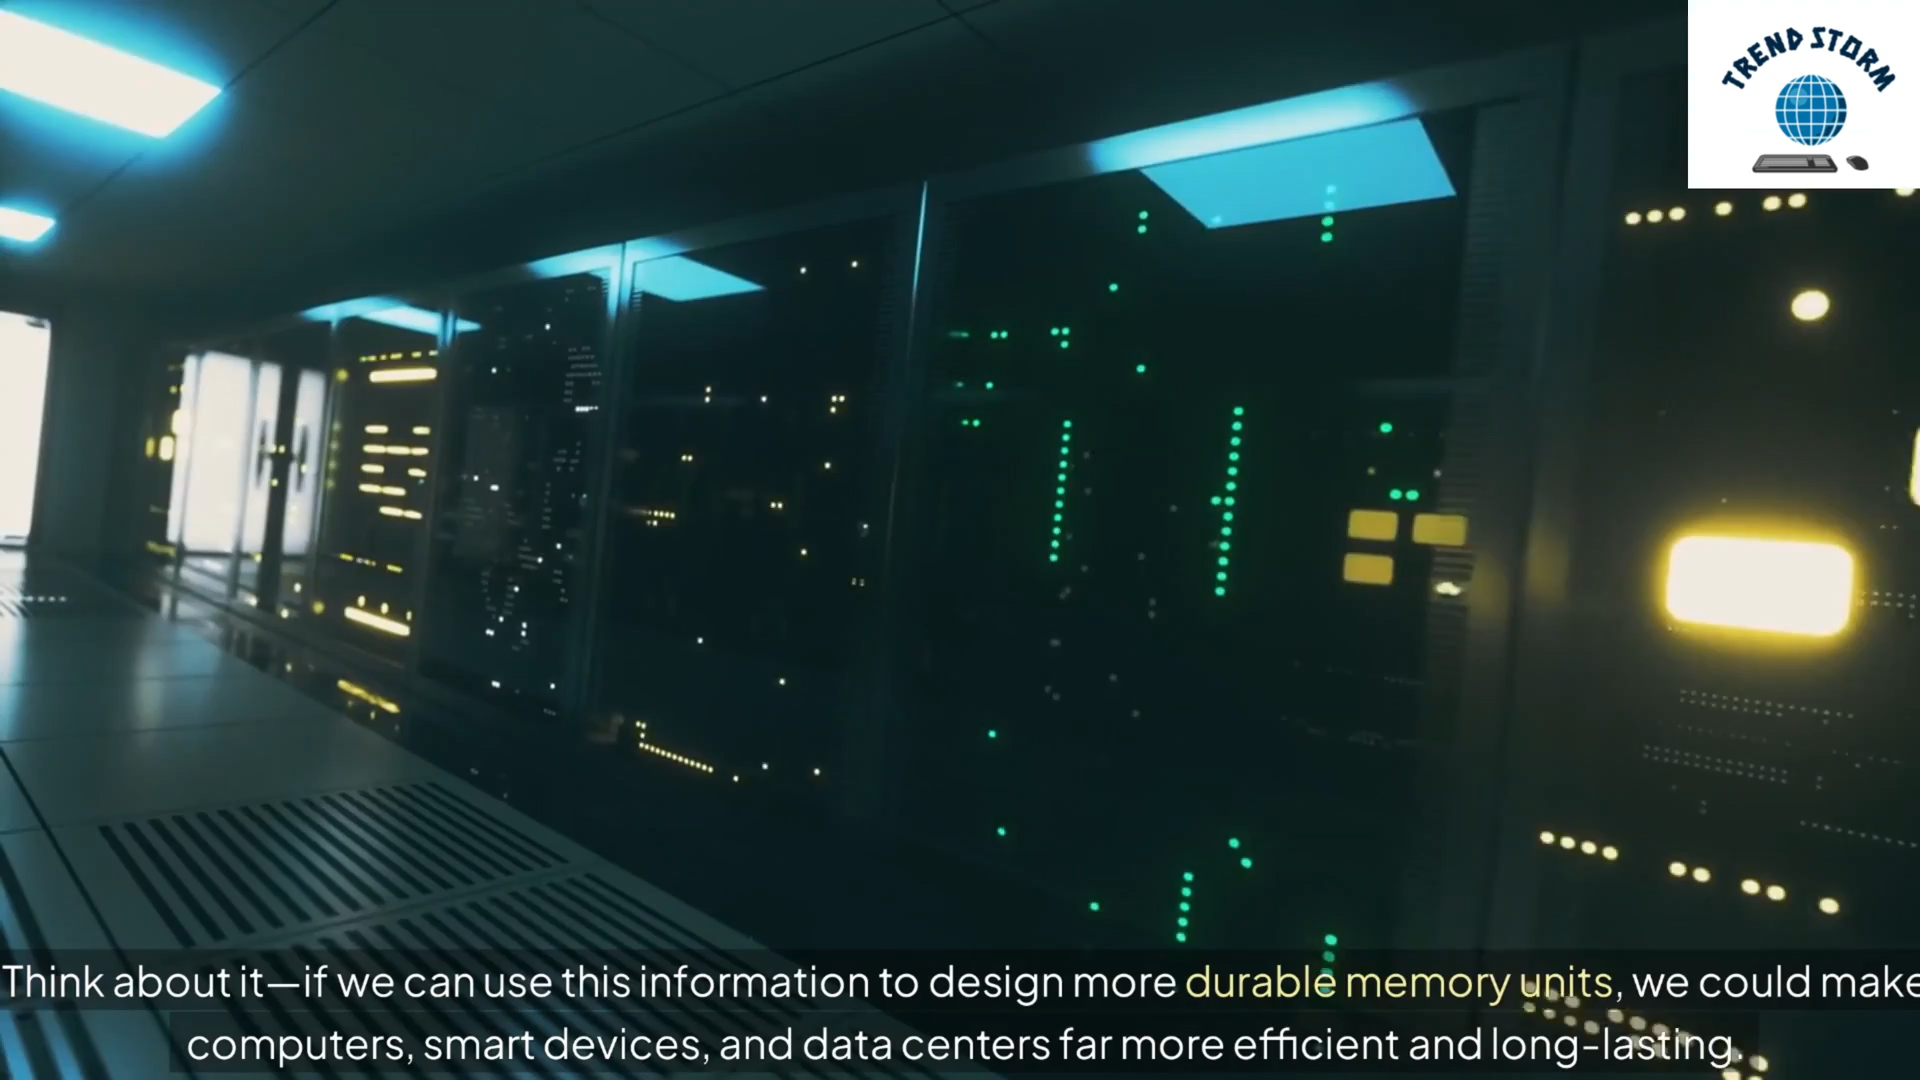 TREND STORM
Think about it—if we can use this information to design more durable memory units, we could make
computers, smart devices, and data centers far more efficient and long-lasting.